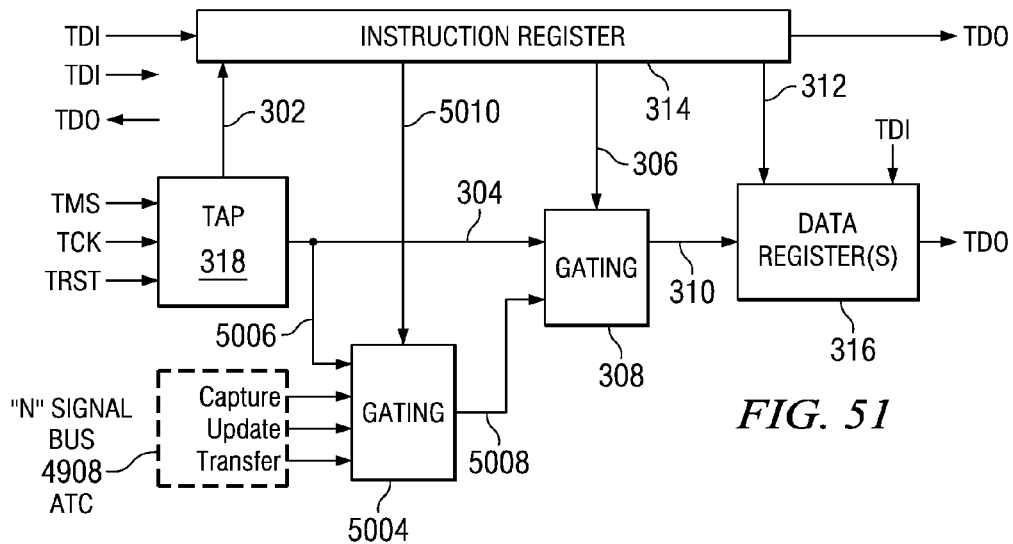 TDI
INSTRUCTION REGISTER
TDO
TDI
TDO
302
5010
314
312
306
TDI
TMS
TCK
TRST
TAP
318
304
GATING
310
DATA
REGISTER(S)
TDO
5006
308
316
"N" SIGNAL
BUS
4908
ATC
Capture
Update
Transfer
GATING
5008
5004
FIG. 51